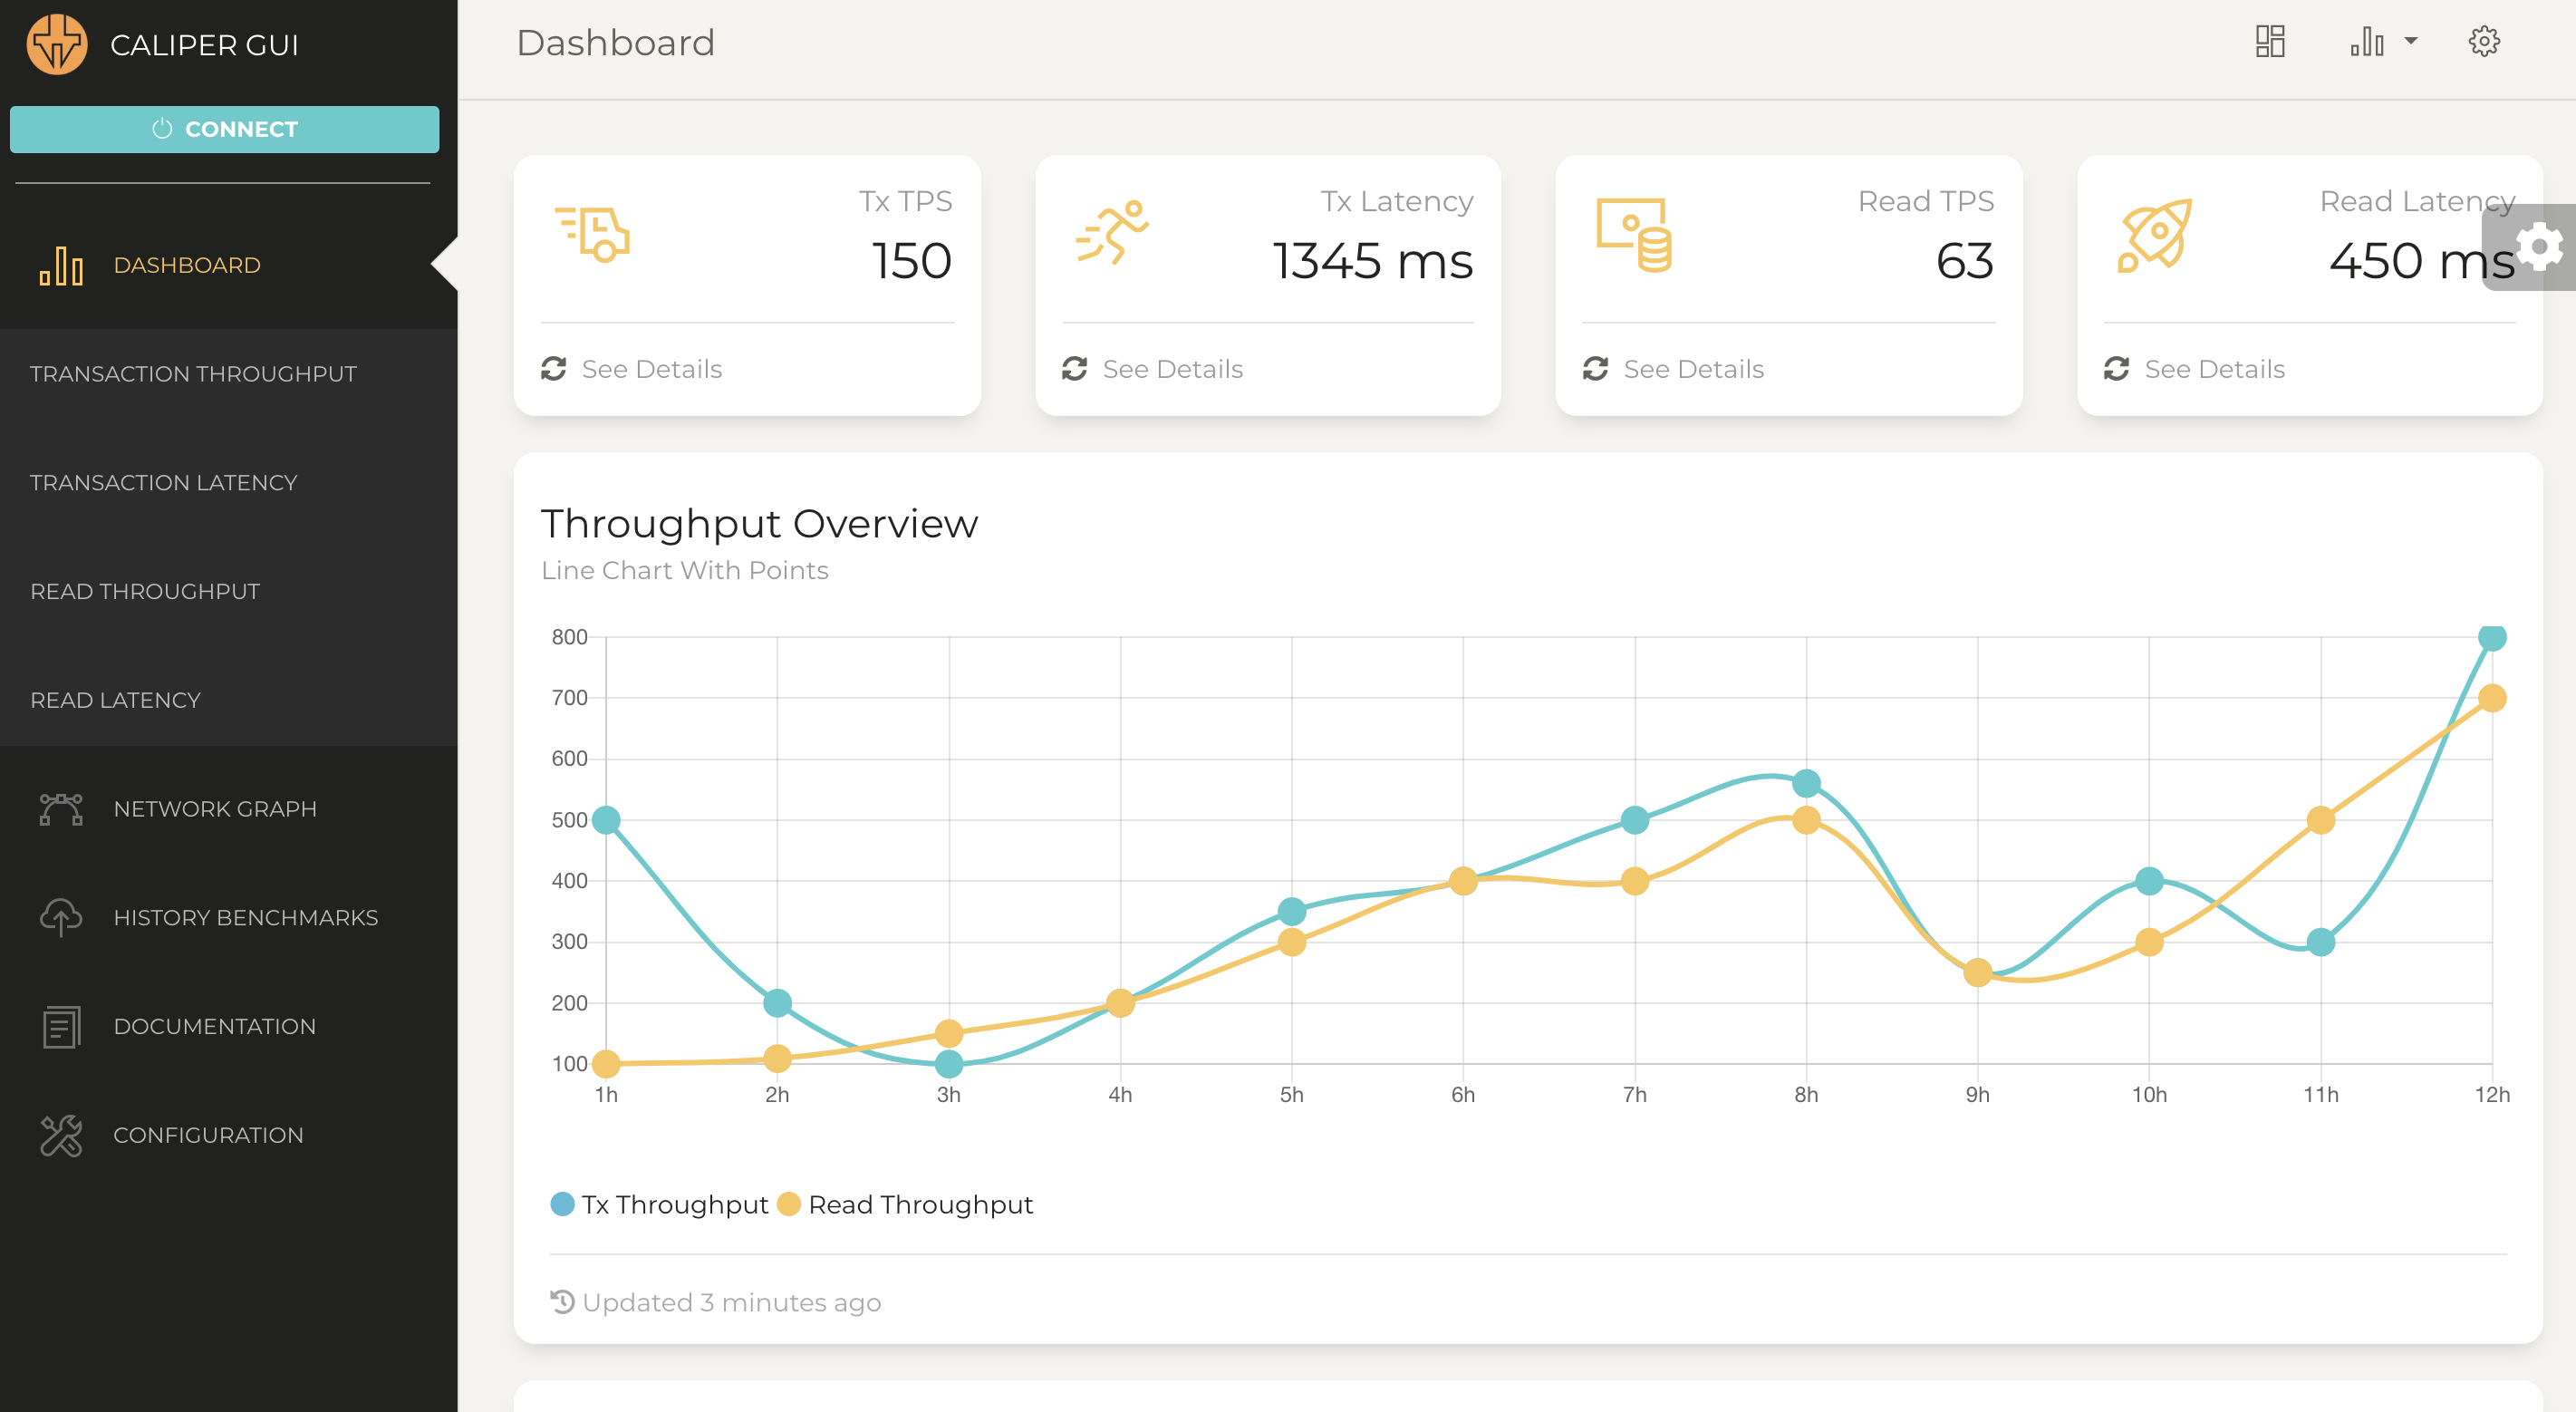 CALIPER GUI
CONNECT
DASHBOARD
TRANSACTION THROUGHPUT
TRANSACTION LATENCY
READ THROUGHPUT
READ LATENCY
NETWORK GRAPH
HISTORY BENCHMARKS
DOCUMENTATION
CONFIGURATION
Dashboard
Tx TPS
150
See Details
Tx Latency
1345 ms
See Details
Read TPS
63
See Details
Read Latency
450 ms
See Details
Throughput Overview
Line Chart With Points
800
700
600
500
400
300
200
100
1h 2h 3h 4h 5h 6h 7h 8h 9h 10h 11h 12h
Tx Throughput Read Throughput
Updated 3 minutes ago